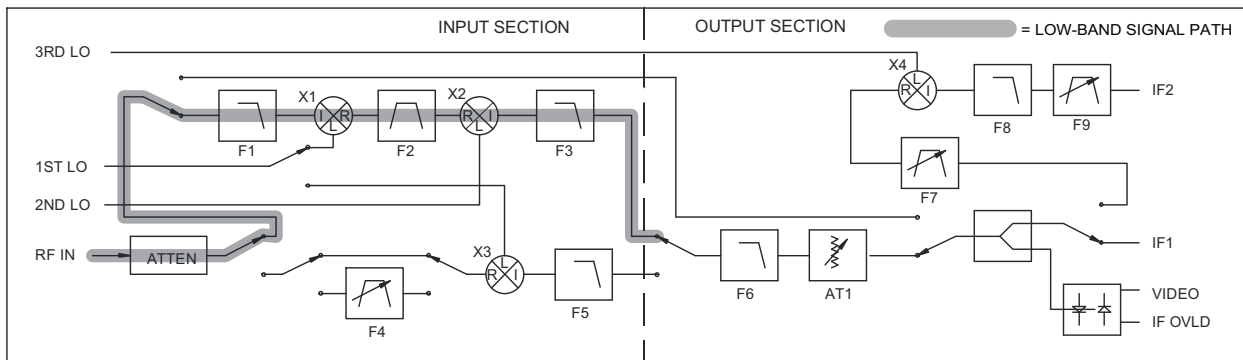 INPUT SECTION
OUTPUT SECTION
= LOW-BAND SIGNAL PATH
3RD LO
X4
L
R I
X1
X2
I R
L
R I
L
F1
F2
F3
F8
F9
IF2
1ST LO
F7
2ND LO
RF IN
ATTEN
X3
L
R I
F4
F5
F6
AT1
IF1
VIDEO
IF OVLD